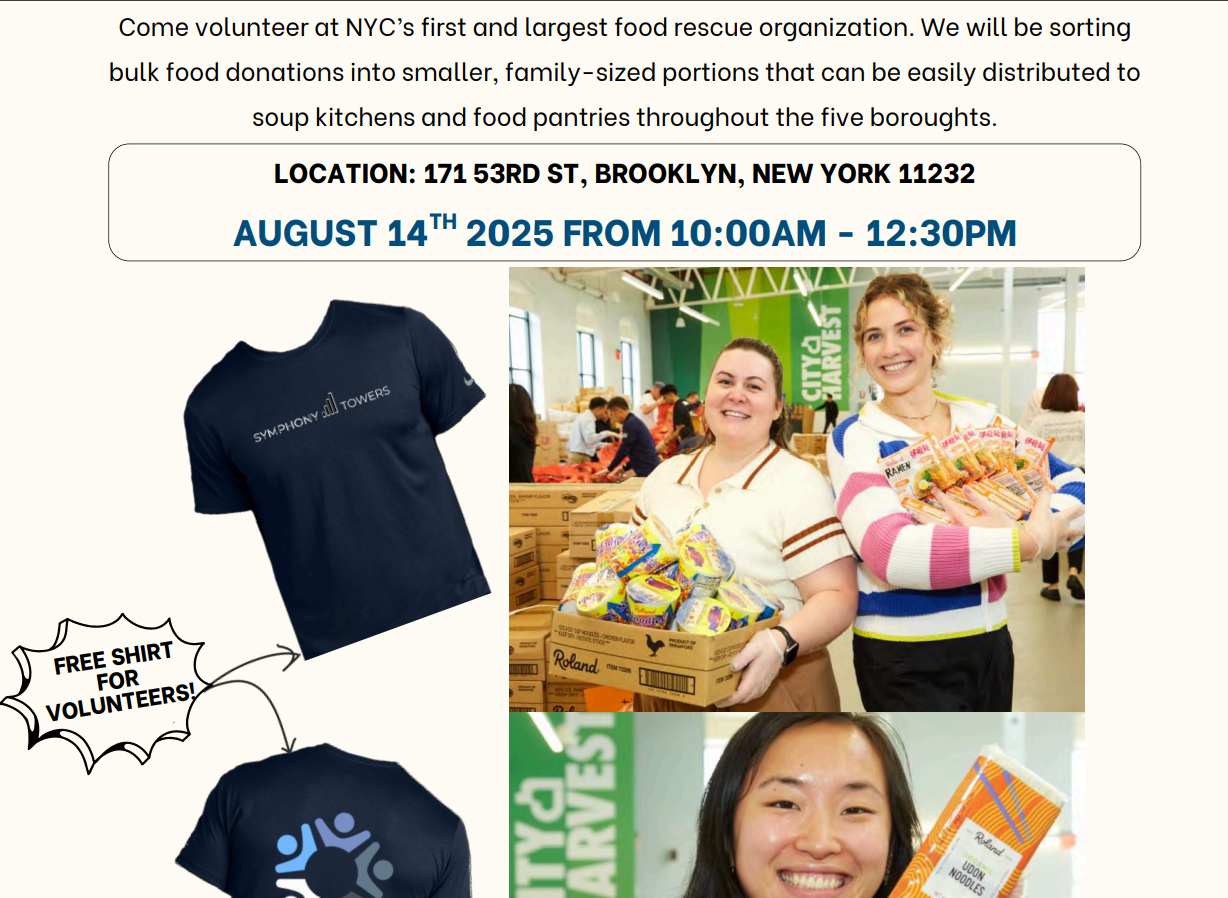 Come volunteer at NYC’s first and largest food rescue organization. We will be sorting
bulk food donations into smaller, family-sized portions that can be easily distributed to
soup kitchens and food pantries throughout the five boroughts.
LOCATION: 171 53RD ST, BROOKLYN, NEW YORK 11232
AUGUST 14TH 2025 FROM 10:00AM - 12:30PM
SYMPHONY TOWERS
CITY
HARVEST
Roland
RAMEN
PRODUCT OF
SINGAPORE
Roland
FREE SHIRT
FOR
VOLUNTEERS!
CITY
HARVEST
Roland
UDON
NOODLES